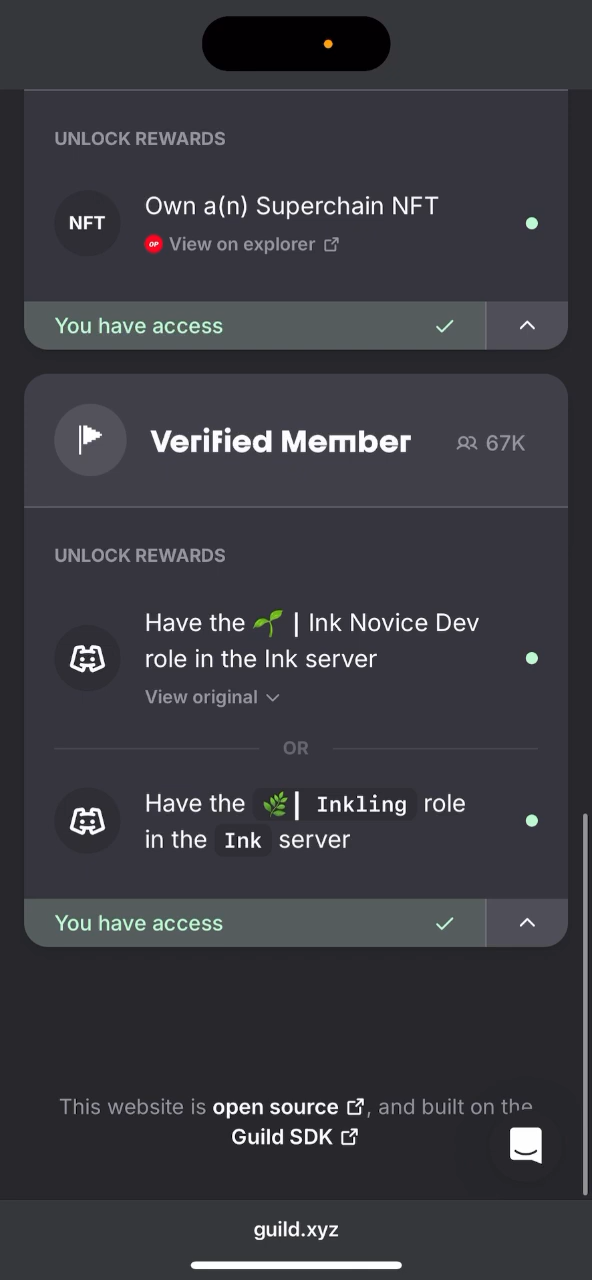 UNLOCK REWARDS
NFT
Own a(n) Superchain NFT
OP View on explorer
You have access
Verified Member
67K
UNLOCK REWARDS
Have the 🌱 | Ink Novice Dev
role in the Ink server
View original
OR
Have the 🌿| Inkling role
in the Ink server
You have access
This website is open source, and built on the
Guild SDK
guild.xyz